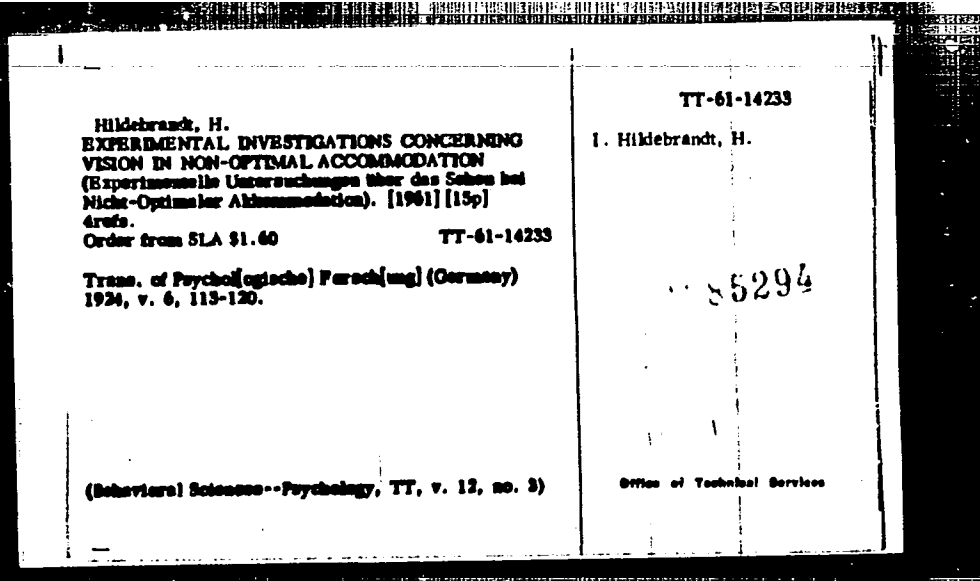 Hildebrandt, H.
EXPERIMENTAL INVESTIGATIONS CONCERNING
VISION IN NON-OPTIMAL ACCOMMODATION
(Experimentelle Untersuchungen über das Sehen bei
Nicht-Optimaler Akkommodation). [1961] [15p]
4refs.
Order from SLA $1.60 TT-61-14233
Trans. of Psychol[ogische] Forsch[ung] (Germany)
1924, v. 6, 113-120.
(Behavioral Sciences--Psychology, TT, v. 12, no. 3)
TT-61-14233
I. Hildebrandt, H.
85294
Office of Technical Services